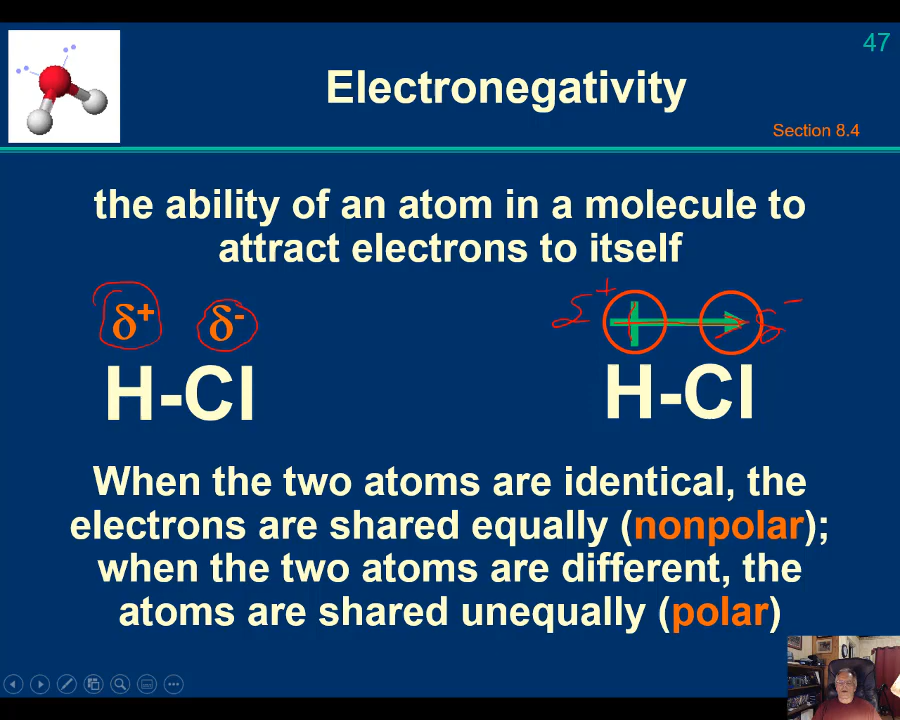 47
Electronegativity
Section 8.4
the ability of an atom in a molecule to
attract electrons to itself
δ+ δ-
δ+ δ-
H-Cl H-Cl
When the two atoms are identical, the
electrons are shared equally (nonpolar);
when the two atoms are different, the
atoms are shared unequally (polar)